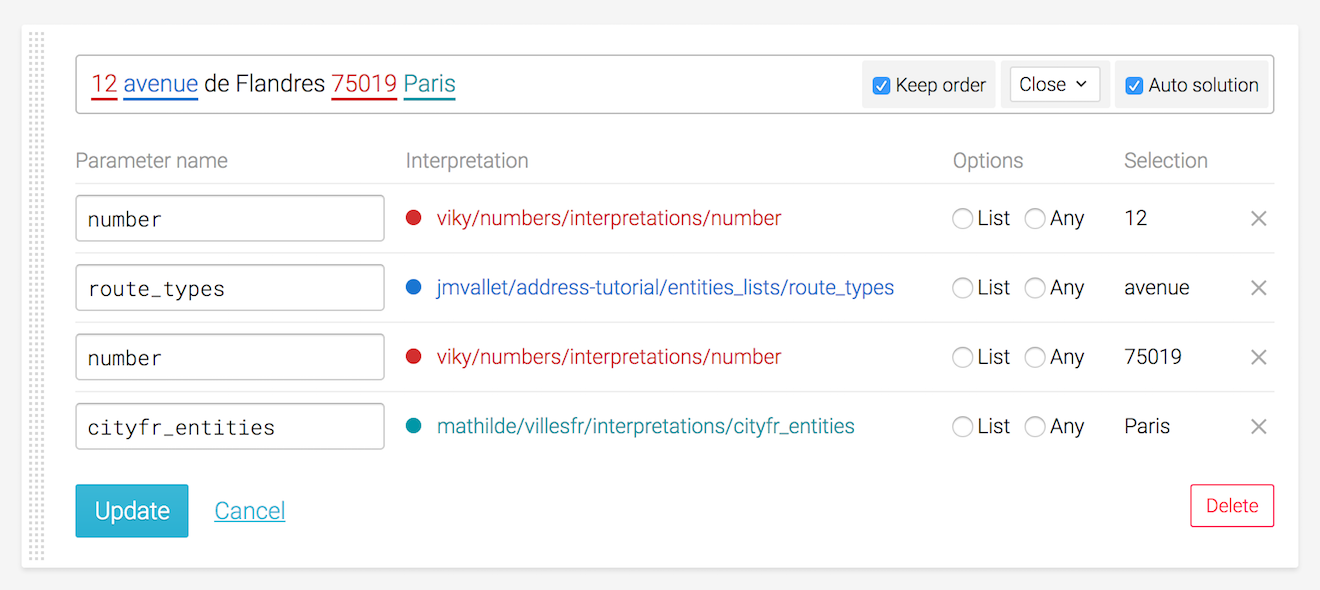 12 avenue de Flandres 75019 Paris Keep order Close Auto solution
Parameter name Interpretation Options Selection
number viky/numbers/interpretations/number List Any 12
route_types jmvallet/address-tutorial/entities_lists/route_types List Any avenue
number viky/numbers/interpretations/number List Any 75019
cityfr_entities mathilde/villesfr/interpretations/cityfr_entities List Any Paris
Update Cancel Delete